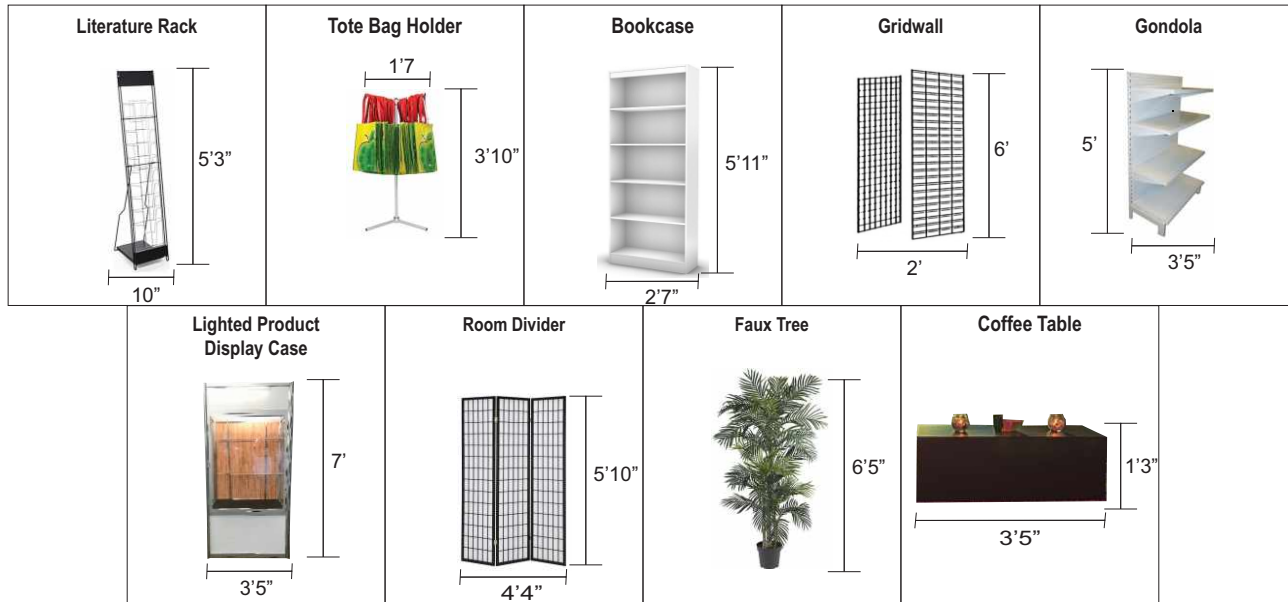 Literature Rack
5’3”
10”
Tote Bag Holder
1’7
3’10”
Bookcase
5’11”
2’7”
Gridwall
6'
2’
Gondola
5’
3’5”
Lighted Product
Display Case
7’
3’5”
Room Divider
5’10”
4’4”
Faux Tree
6’5”
Coffee Table
1’3”
3’5”